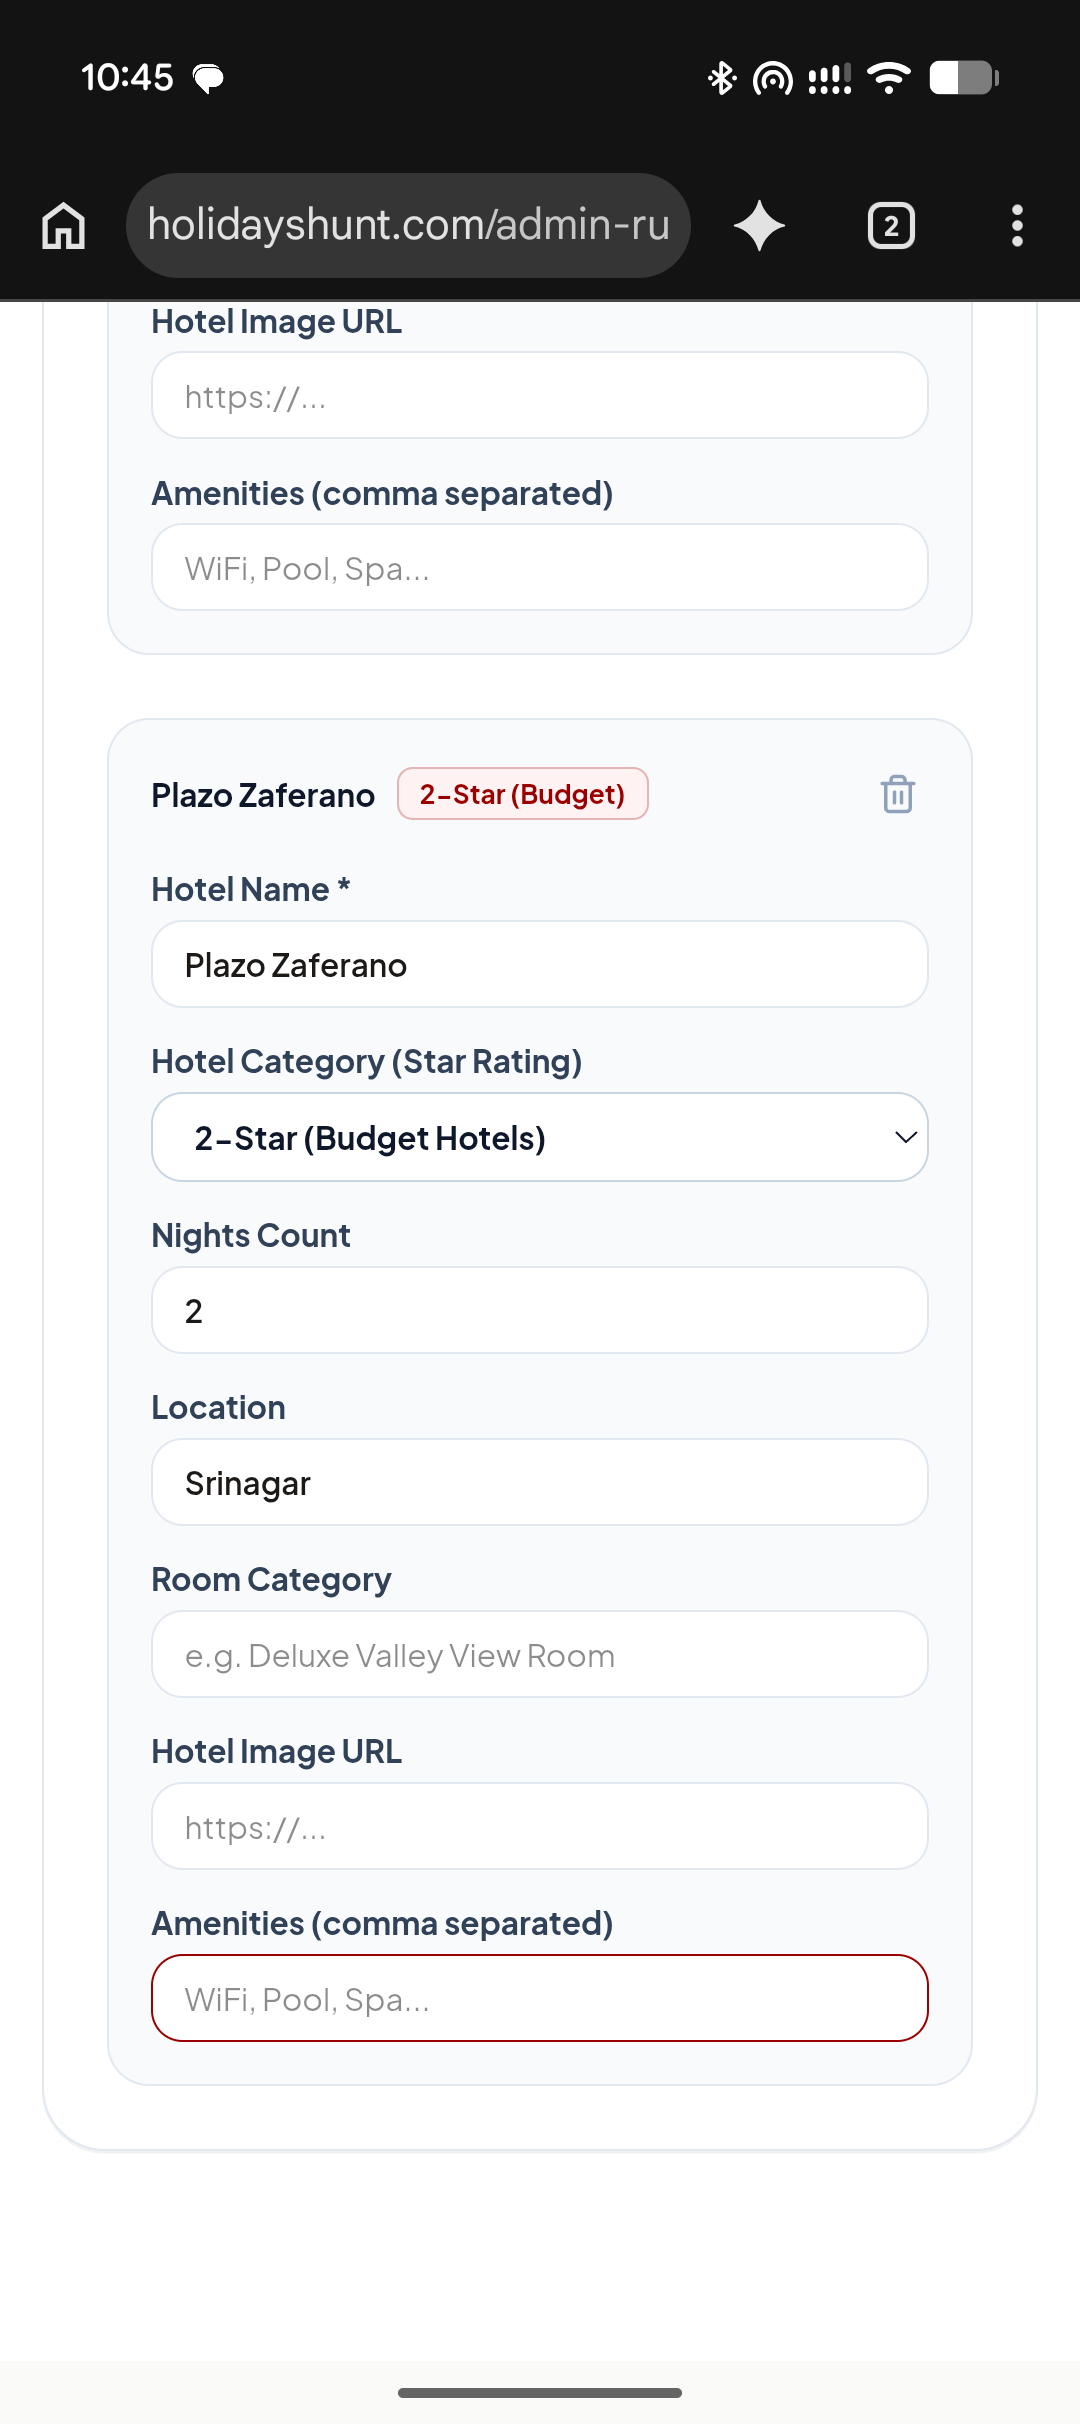 10:45
holidayshunt.com/admin-ru
2
Hotel Image URL
https://...
Amenities (comma separated)
WiFi, Pool, Spa...
Plazo Zaferano
2-Star (Budget)
Hotel Name *
Plazo Zaferano
Hotel Category (Star Rating)
2-Star (Budget Hotels)
Nights Count
2
Location
Srinagar
Room Category
e.g. Deluxe Valley View Room
Hotel Image URL
https://...
Amenities (comma separated)
WiFi, Pool, Spa...